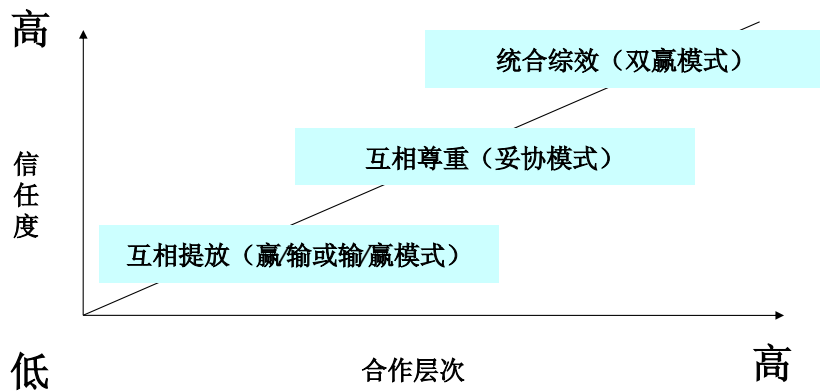 高
统合综效（双赢模式）
互相尊重（妥协模式）
信
任
度
互相提放（赢/输或输/赢模式）
低
合作层次
高